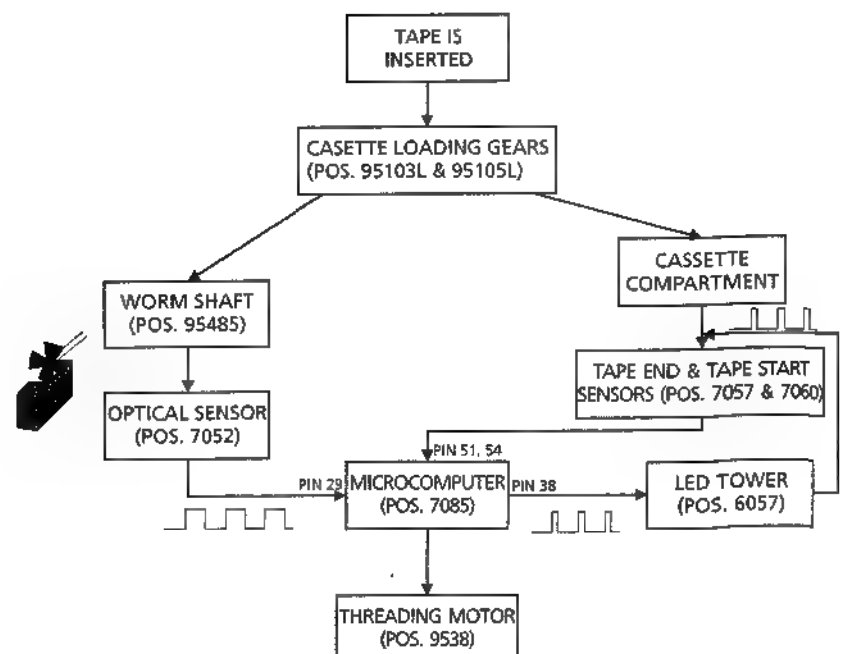 TAPE IS
INSERTED
CASETTE LOADING GEARS
(POS. 95103L & 95105L)
CASSETTE
COMPARTMENT
WORM SHAFT
(POS. 95485)
TAPE END & TAPE START
SENSORS (POS. 7057 & 7060)
OPTICAL SENSOR
(POS. 7052)
PIN 51, 54
PIN 29
MICROCOMPUTER
(POS. 7085)
PIN 38
LED TOWER
(POS. 6057)
THREADING MOTOR
(POS. 9538)